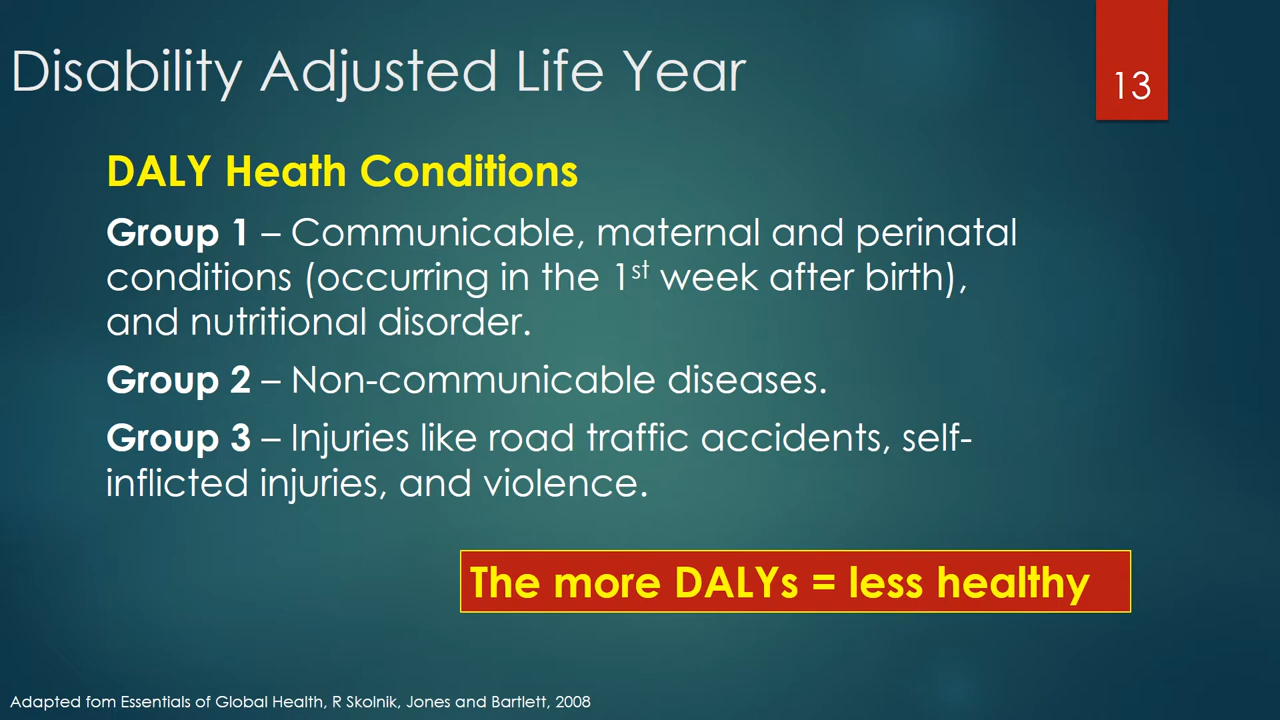 Disability Adjusted Life Year
13
DALY Heath Conditions
Group 1 – Communicable, maternal and perinatal
conditions (occurring in the 1st week after birth),
and nutritional disorder.
Group 2 – Non-communicable diseases.
Group 3 – Injuries like road traffic accidents, self-
inflicted injuries, and violence.
The more DALYs = less healthy
Adapted fom Essentials of Global Health, R Skolnik, Jones and Bartlett, 2008